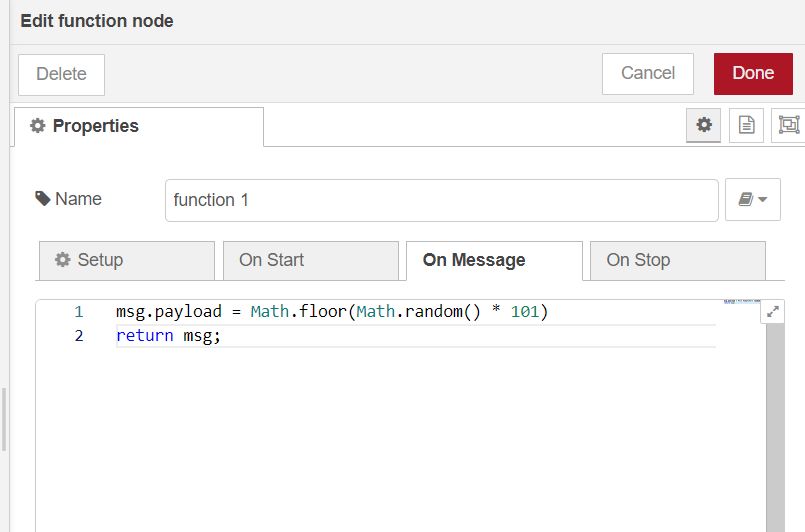 Edit function node
Delete
Cancel
Done
Properties
Name
function 1
Setup
On Start
On Message
On Stop
1 msg.payload = Math.floor(Math.random() * 101)
2 return msg;